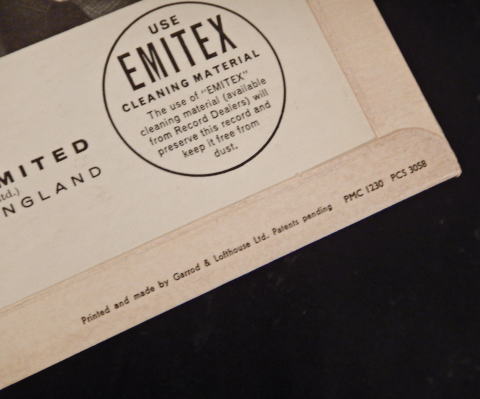 USE
EMITEX
CLEANING MATERIAL
The use of "EMITEX"
cleaning material (available
from Record Dealers) will
preserve this record and
keep it free from
dust.
MITED
td.)
NGLAND
Printed and made by Garrod & Lofthouse Ltd. Patents pending PMC 1230 PCS 3058